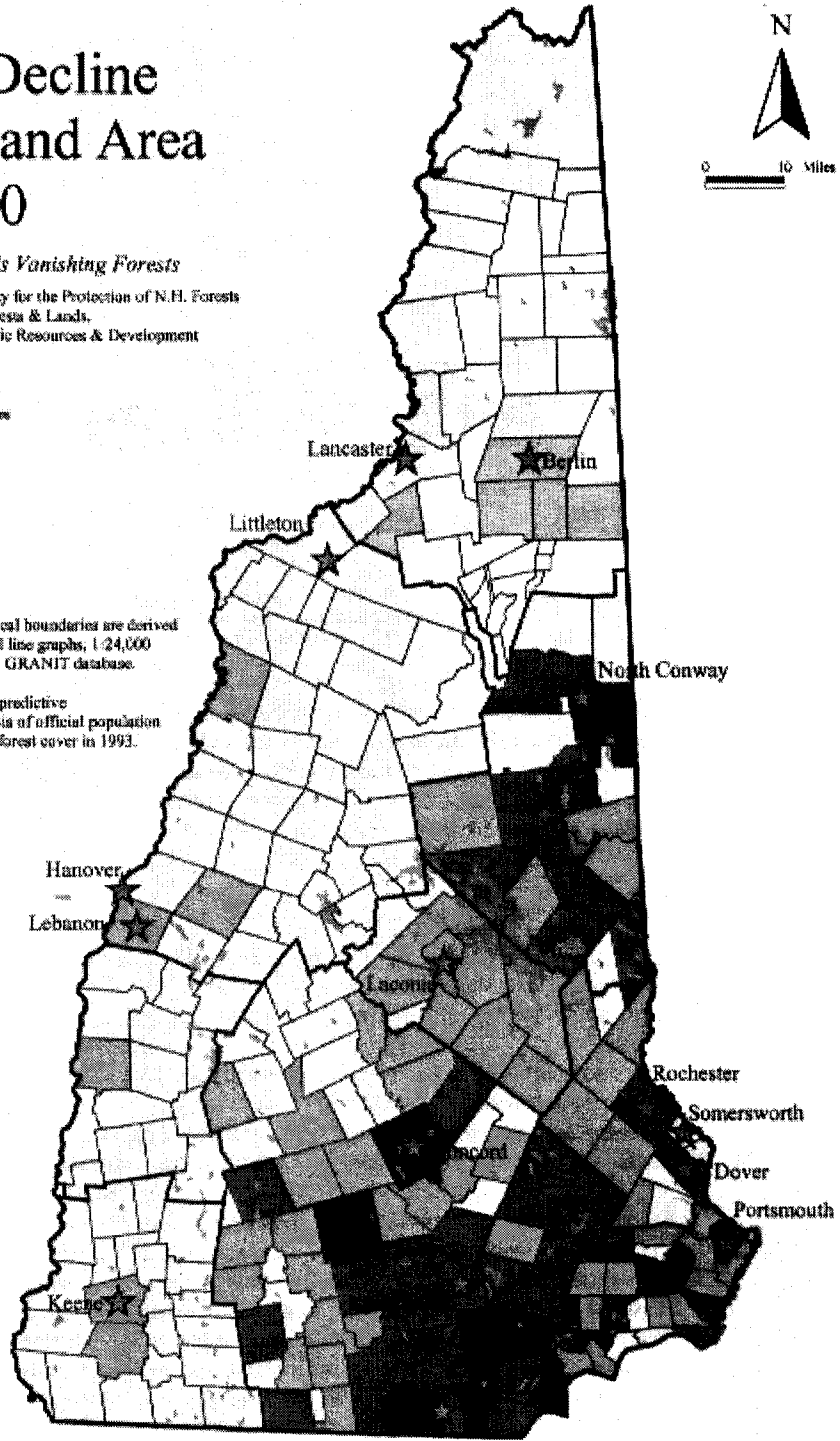 Decline
and Area
0
s Vanishing Forests
y for the Protection of N.H. Forests
ests & Lands.
ic Resources & Development
N
0 10 Miles
Lancaster
Berlin
Littleton
cal boundaries are derived
l line graphs, 1:24,000
GRANIT database.
North Conway
predictive
sis of official population
forest cover in 1993.
Hanover
Lebanon
Laconia
Rochester
Somersworth
Concord
Dover
Portsmouth
Keene